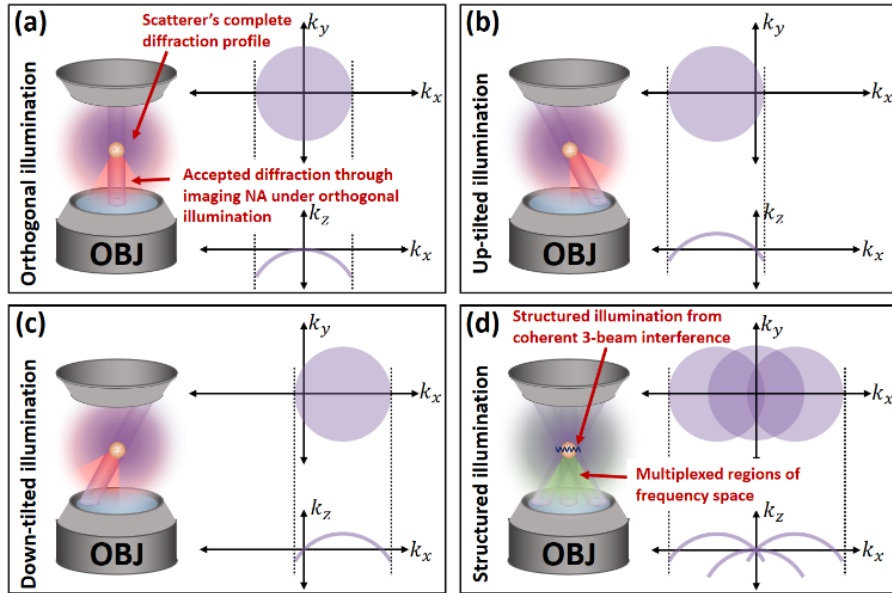 (a)
Scatterer's complete
diffraction profile
k_y
k_x
Orthogonal illumination
Accepted diffraction through
imaging NA under orthogonal
illumination
k_z
k_x
OBJ
(b)
k_y
k_x
Up-tilted illumination
k_z
k_x
OBJ
(c)
k_y
k_x
Down-tilted illumination
k_z
k_x
OBJ
(d)
Structured illumination from
coherent 3-beam interference
k_y
k_x
Structured illumination
Multiplexed regions of
frequency space
k_z
k_x
OBJ